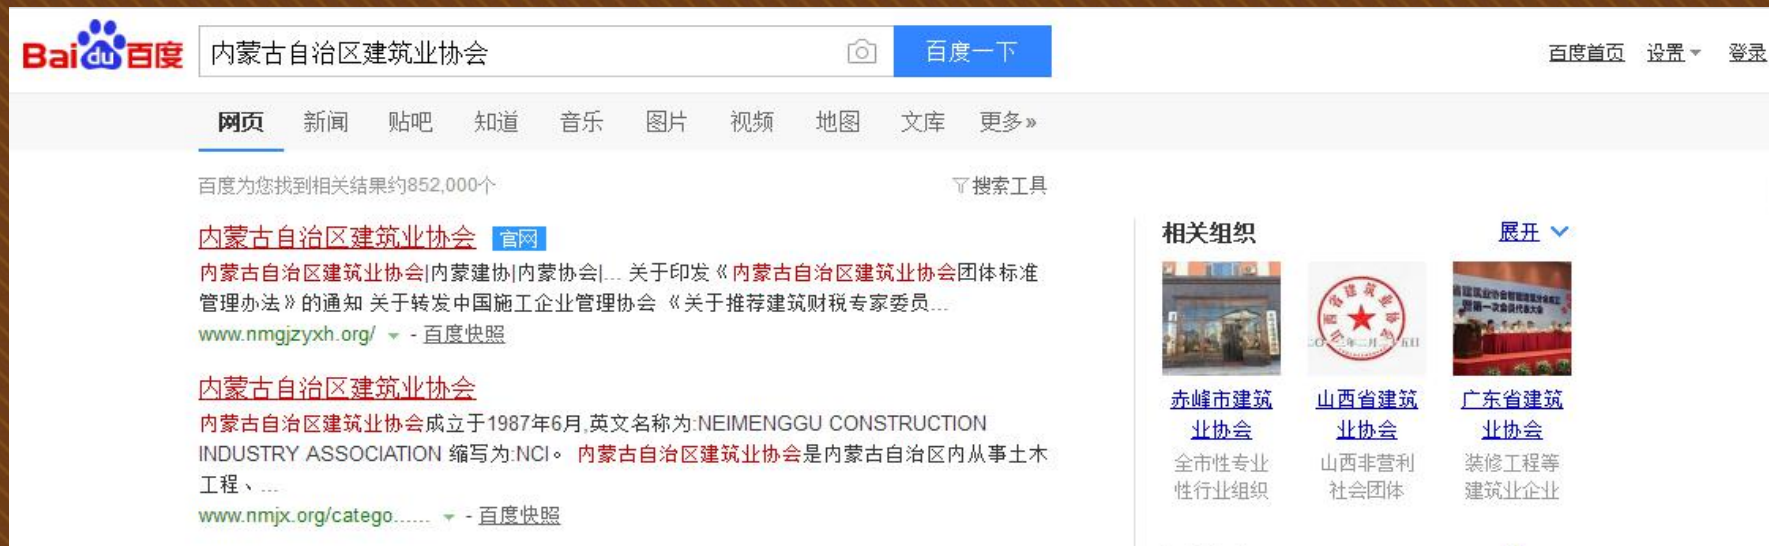 Bai du 百度
内蒙古自治区建筑业协会
百度一下
百度首页 设置 登录
网页 新闻 贴吧 知道 音乐 图片 视频 地图 文库 更多»
百度为您找到相关结果约852,000个
搜索工具
内蒙古自治区建筑业协会 官网
内蒙古自治区建筑业协会|内蒙建协|内蒙协会|... 关于印发《内蒙古自治区建筑业协会团体标准
管理办法》的通知 关于转发中国施工企业管理协会 《关于推荐建筑财税专家委员...
www.nmgjzyxh.org/ - 百度快照
内蒙古自治区建筑业协会
内蒙古自治区建筑业协会成立于1987年6月,英文名称为:NEIMENGGU CONSTRUCTION
INDUSTRY ASSOCIATION 缩写为:NCI。 内蒙古自治区建筑业协会是内蒙古自治区内从事土木
工程、...
www.nmjx.org/catego...... - 百度快照
相关组织
展开
山西省建筑业协会
赤峰市建筑
业协会
全市性专业
性行业组织
山西省建筑
业协会
山西非营利
社会团体
广东省建筑
业协会
装修工程等
建筑业企业